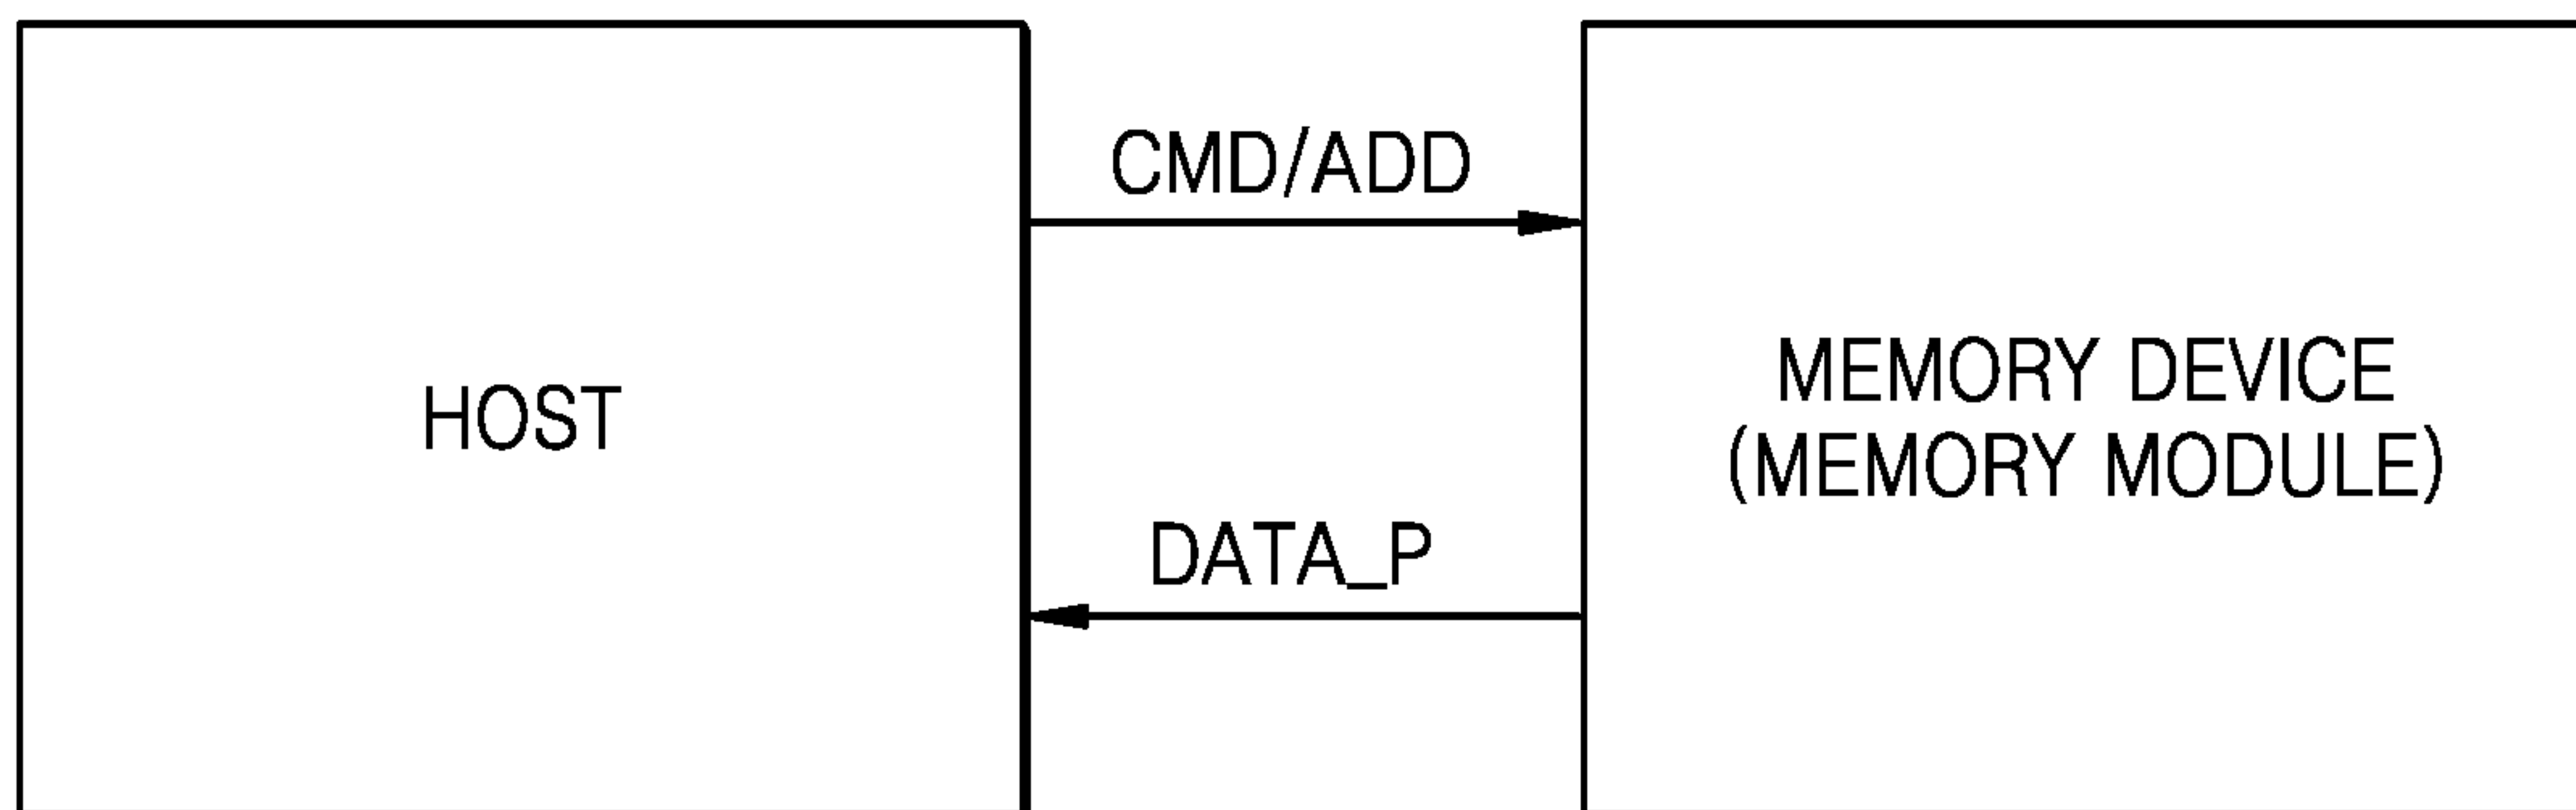 CMD/ADD
HOST
MEMORY DEVICE
(MEMORY MODULE)
DATA_P